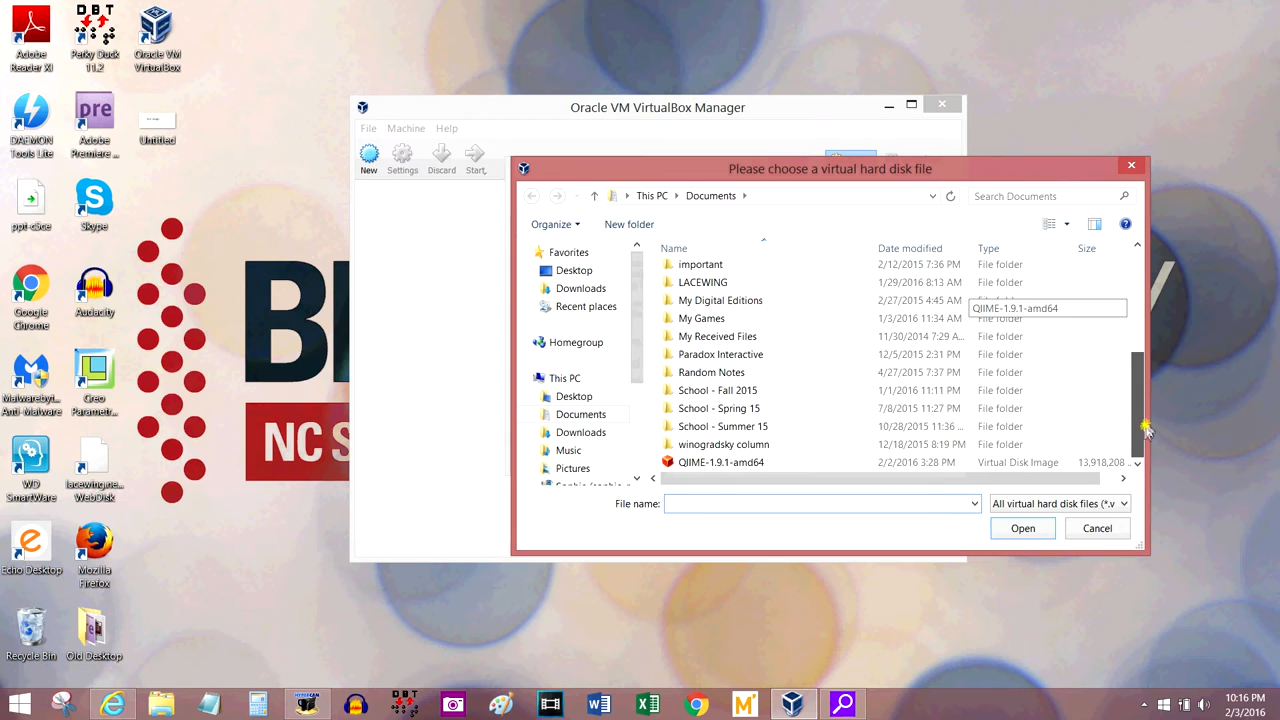 Adobe
Reader XI
Perky Duck
11.2
Oracle VM
VirtualBox
DAEMON
Tools Lite
Adobe
Premiere ...
Untitled
ppt-c5ce
Skype
Google
Chrome
Audacity
Malwarebyt...
Anti-Malware
Creo
Parametr...
WD
SmartWare
lacewing.ne...
WebDisk
Echo Desktop
Mozilla
Firefox
Recycle Bin
Old Desktop
Oracle VM VirtualBox Manager
File Machine Help
New Settings Discard Start
Please choose a virtual hard disk file
This PC Documents
Search Documents
Organize New folder
Favorites
Desktop
Downloads
Recent places
Homegroup
This PC
Desktop
Documents
Downloads
Music
Pictures
Name Date modified Type Size
important 2/12/2015 7:36 PM File folder
LACEWING 1/29/2016 8:13 AM File folder
My Digital Editions 2/27/2015 4:45 AM File folder
QIIME-1.9.1-amd64
My Games 1/3/2016 11:34 AM File folder
My Received Files 11/30/2014 7:29 A... File folder
Paradox Interactive 12/5/2015 2:31 PM File folder
Random Notes 4/27/2015 7:37 PM File folder
School - Fall 2015 1/1/2016 11:11 PM File folder
School - Spring 15 7/8/2015 11:27 PM File folder
School - Summer 15 10/28/2015 11:36 ... File folder
winogradsky column 12/18/2015 8:19 PM File folder
QIIME-1.9.1-amd64 2/2/2016 3:28 PM Virtual Disk Image 13,918,208 ...
File name:
All virtual hard disk files (*.v
Open Cancel
NC S
10:16 PM
2/3/2016